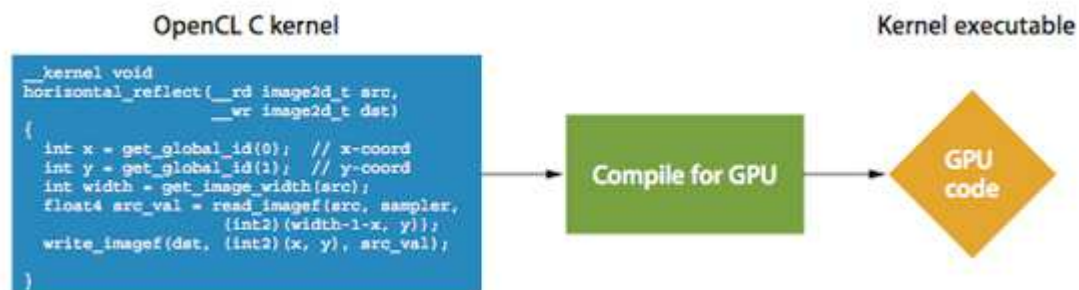 OpenCL C kernel
Kernel executable
__kernel void
horizontal_reflect(__rd image2d_t src,
__wr image2d_t dst)
{
int x = get_global_id(0);  // x-coord
int y = get_global_id(1);  // y-coord
int width = get_image_width(src);
float4 src_val = read_imagef(src, sampler,
(int2)(width-1-x, y));
write_imagef(dst, (int2)(x, y), src_val);
}
Compile for GPU
GPU
code